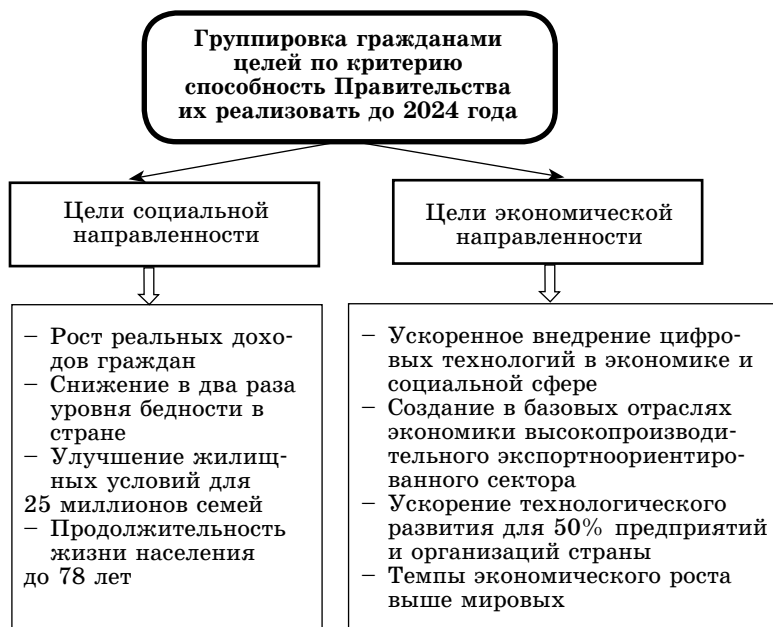 Группировка гражданами
целей по критерию
способность Правительства
их реализовать до 2024 года
Цели социальной
направленности
Цели экономической
направленности
– Рост реальных дохо-
дов граждан
– Снижение в два раза
уровня бедности в
стране
– Улучшение жилищ-
ных условий для
25 миллионов семей
– Продолжительность
жизни населения
до 78 лет
– Ускоренное внедрение цифро-
вых технологий в экономике и
социальной сфере
– Создание в базовых отраслях
экономики высокопроизводи-
тельного экспортноориентиро-
ванного сектора
– Ускорение технологического
развития для 50% предприятий
и организаций страны
– Темпы экономического роста
выше мировых